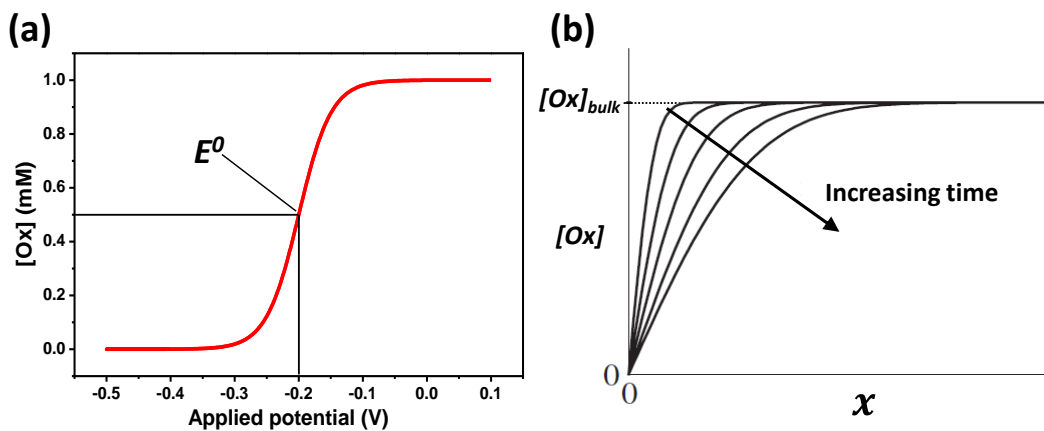 (a)
[Ox] (mM)
1.0
0.8
0.6
0.4
0.2
0.0
E⁰
-0.5 -0.4 -0.3 -0.2 -0.1 0.0 0.1
Applied potential (V)
(b)
[Ox]bulk
[Ox]
Increasing time
0
0
x